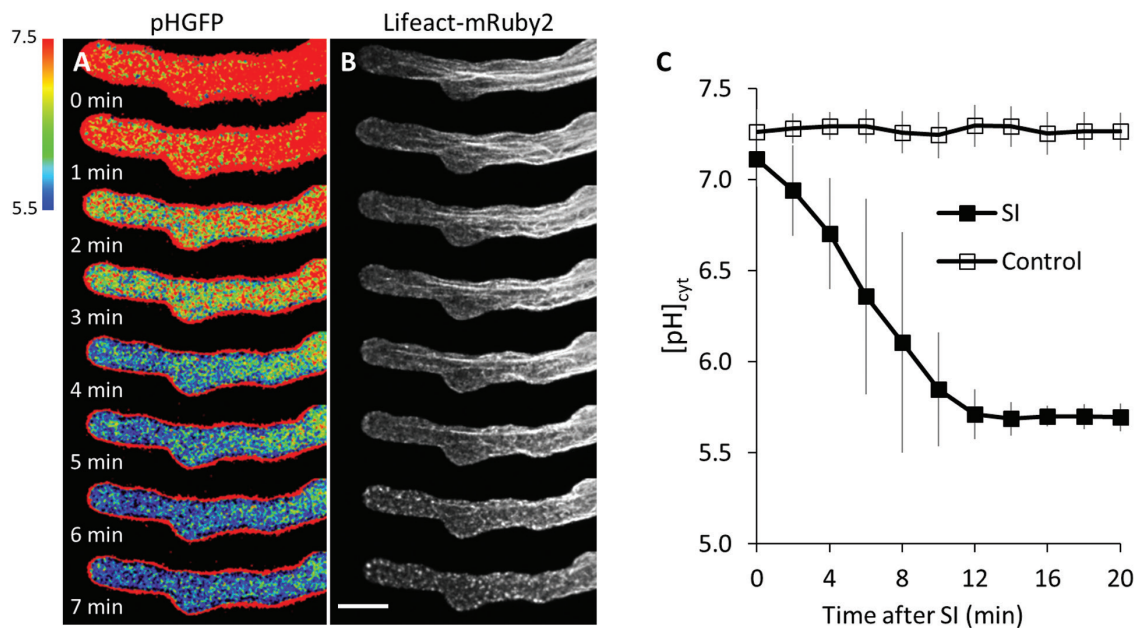 pHGFP
Lifeact-mRuby2
7.5
5.5
A
B
0 min
1 min
2 min
3 min
4 min
5 min
6 min
7 min
C
[pH]cyt
7.5
7.0
6.5
6.0
5.5
5.0
SI
Control
0
4
8
12
16
20
Time after SI (min)